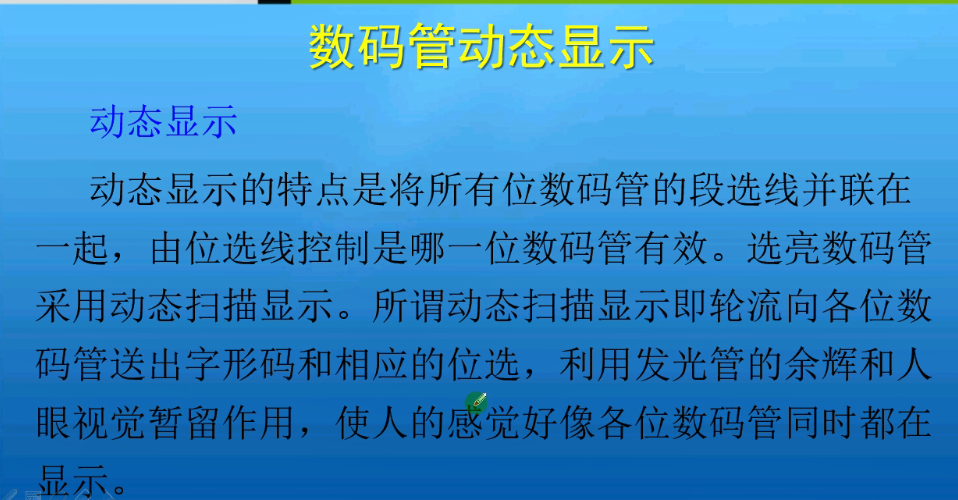 数码管动态显示
动态显示
动态显示的特点是将所有位数码管的段选线并联在
一起，由位选线控制是哪一位数码管有效。选亮数码管
采用动态扫描显示。所谓动态扫描显示即轮流向各位数
码管送出字形码和相应的位选，利用发光管的余辉和人
眼视觉暂留作用，使人的感觉好像各位数码管同时都在
显示。